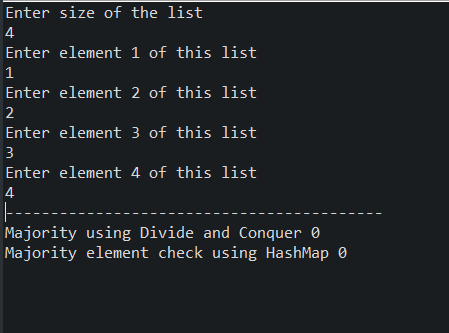 Enter size of the list
4
Enter element 1 of this list
1
Enter element 2 of this list
2
Enter element 3 of this list
3
Enter element 4 of this list
4
------------------------------------------
Majority using Divide and Conquer 0
Majority element check using HashMap 0